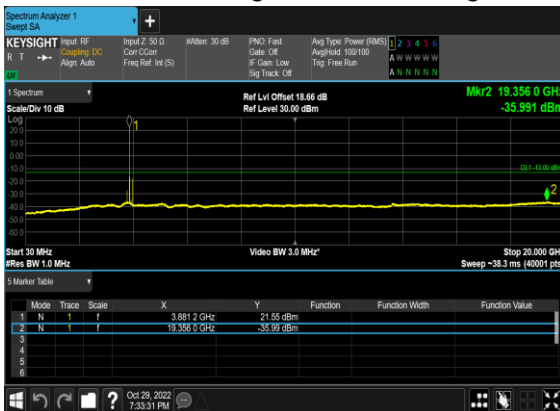 Spectrum Analyzer 1
Swept SA
+
KEYSIGHT Input: RF Input Z: 50 Ω #Atten: 30 dB PNO: Fast Avg Type: Power (RMS) 1 2 3 4 5 6
R T Coupling: DC Corr CCorr Gate: Off Avg|Hold: 100/100 A W W W W W
Align: Auto Freq Ref: Int (S) IF Gain: Low Trig: Free Run
Sig Track: Off A N N N N N
1 Spectrum
Ref Lvl Offset 18.66 dB Mkr2 19.356 0 GHz
Scale/Div 10 dB Ref Level 30.00 dBm -35.991 dBm
Log
1
20.0
10.0
0.00
-10.0
DL1 -13.00 dBm
-20.0
-30.0
2
-40.0
-50.0
-60.0
Start 30 MHz Video BW 3.0 MHz* Stop 20.000 GHz
#Res BW 1.0 MHz Sweep ~38.3 ms (40001 pts)
5 Marker Table
Mode Trace Scale X Y Function Function Width Function Value
1 N 1 f 3.881 2 GHz 21.55 dBm
2 N 1 f 19.356 0 GHz -35.99 dBm
3
4
5
6
? Oct 29, 2022
7:33:31 PM